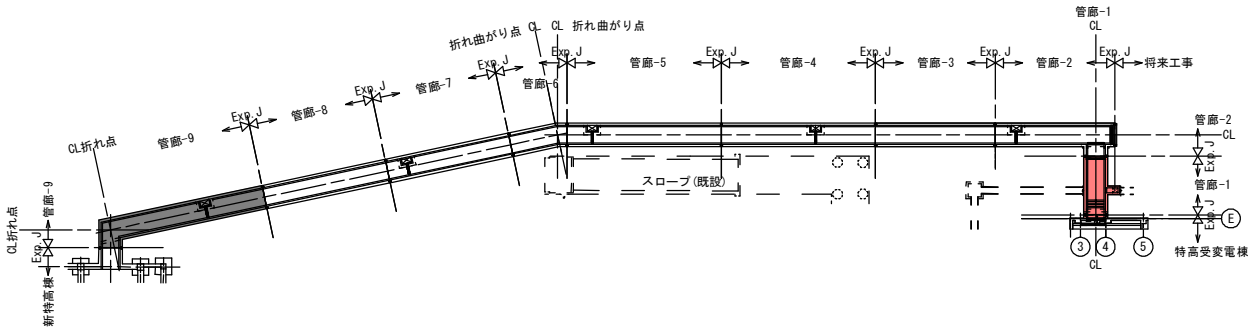 管廊-1
CL
折れ曲がり点 CL
CL 折れ曲がり点
Exp. J
Exp. J
Exp. J
Exp. J
Exp. J
Exp. J
Exp. J
Exp. J
管廊-9
管廊-8
管廊-7
管廊-6
管廊-5
管廊-4
管廊-3
管廊-2
将来工事
CL折れ点
管廊-2
CL
Exp. J
管廊-1
Exp. J
スロープ(既設)
管廊-9
CL折れ点
Exp. J
新特高棟
3
4
5
E
CL
特高受変電棟